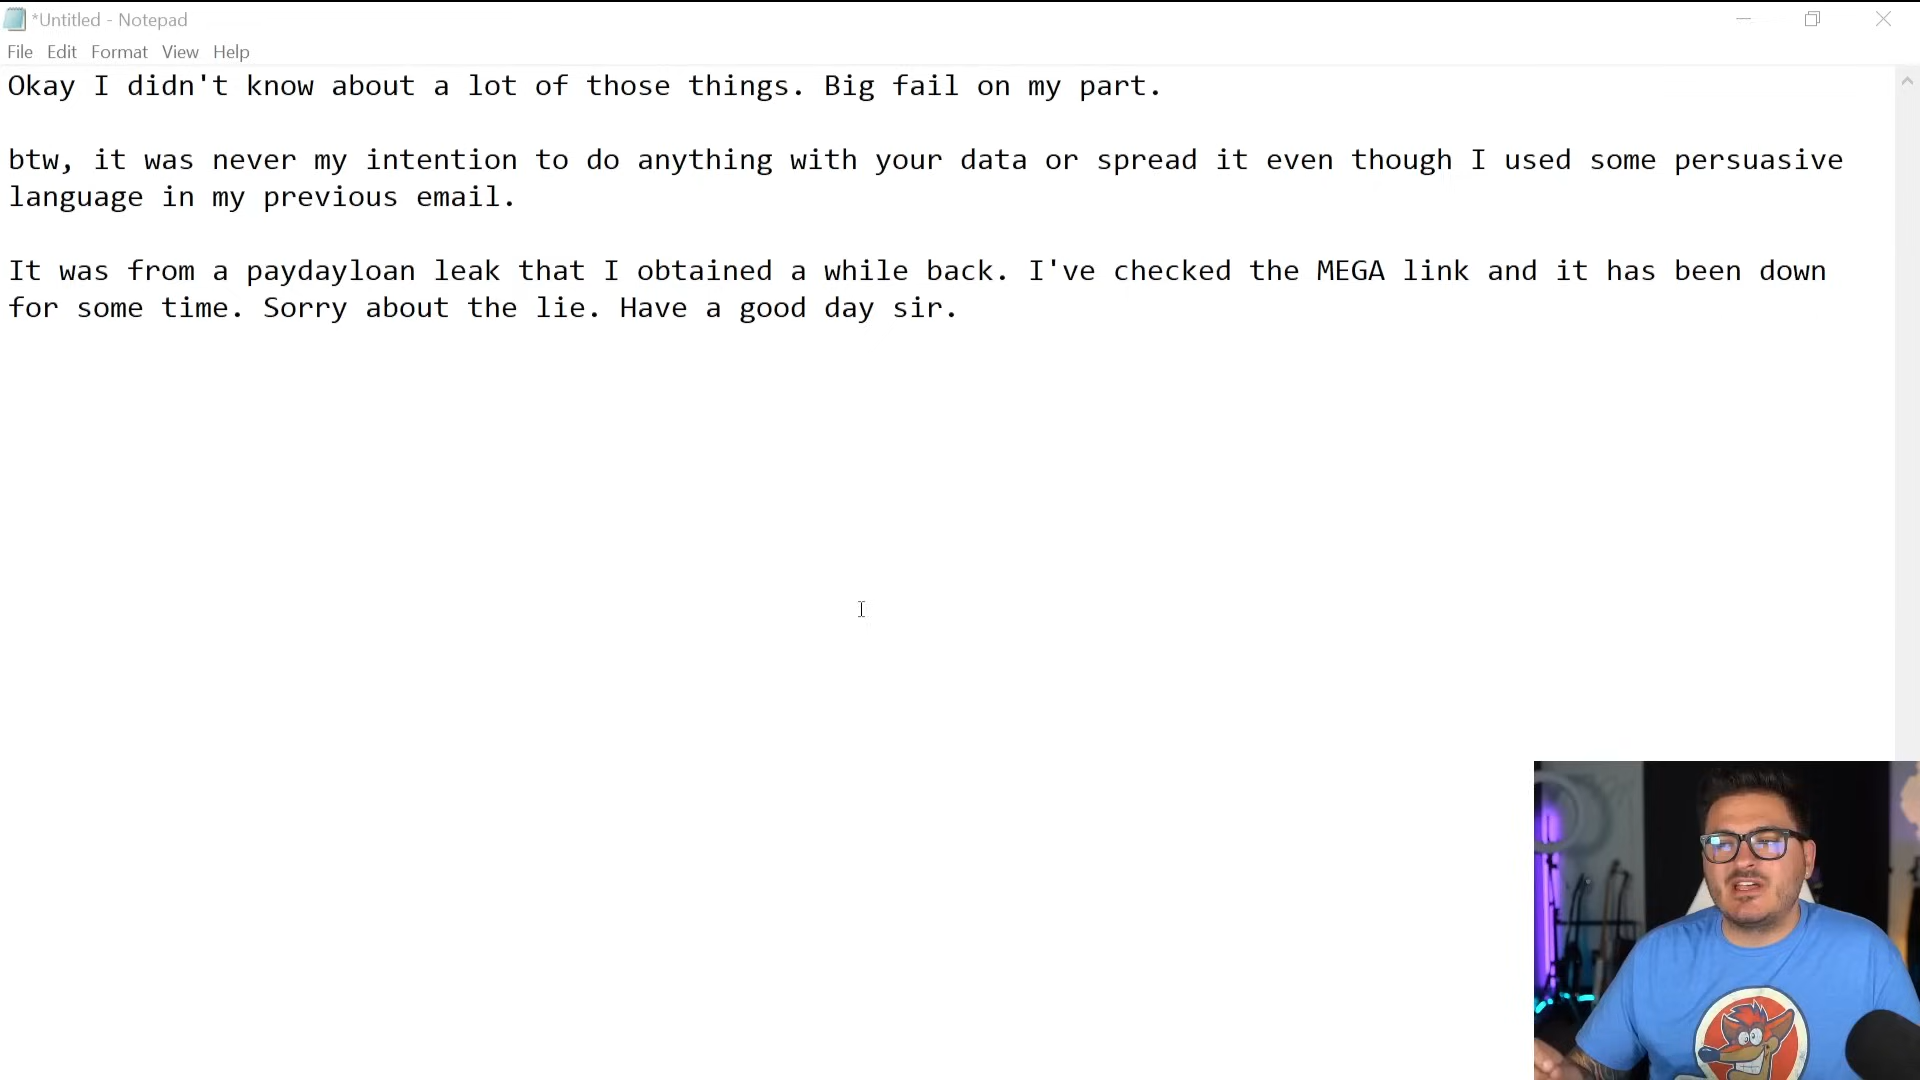 *Untitled - Notepad
File Edit Format View Help
Okay I didn't know about a lot of those things. Big fail on my part.
btw, it was never my intention to do anything with your data or spread it even though I used some persuasive
language in my previous email.
It was from a paydayloan leak that I obtained a while back. I've checked the MEGA link and it has been down
for some time. Sorry about the lie. Have a good day sir.